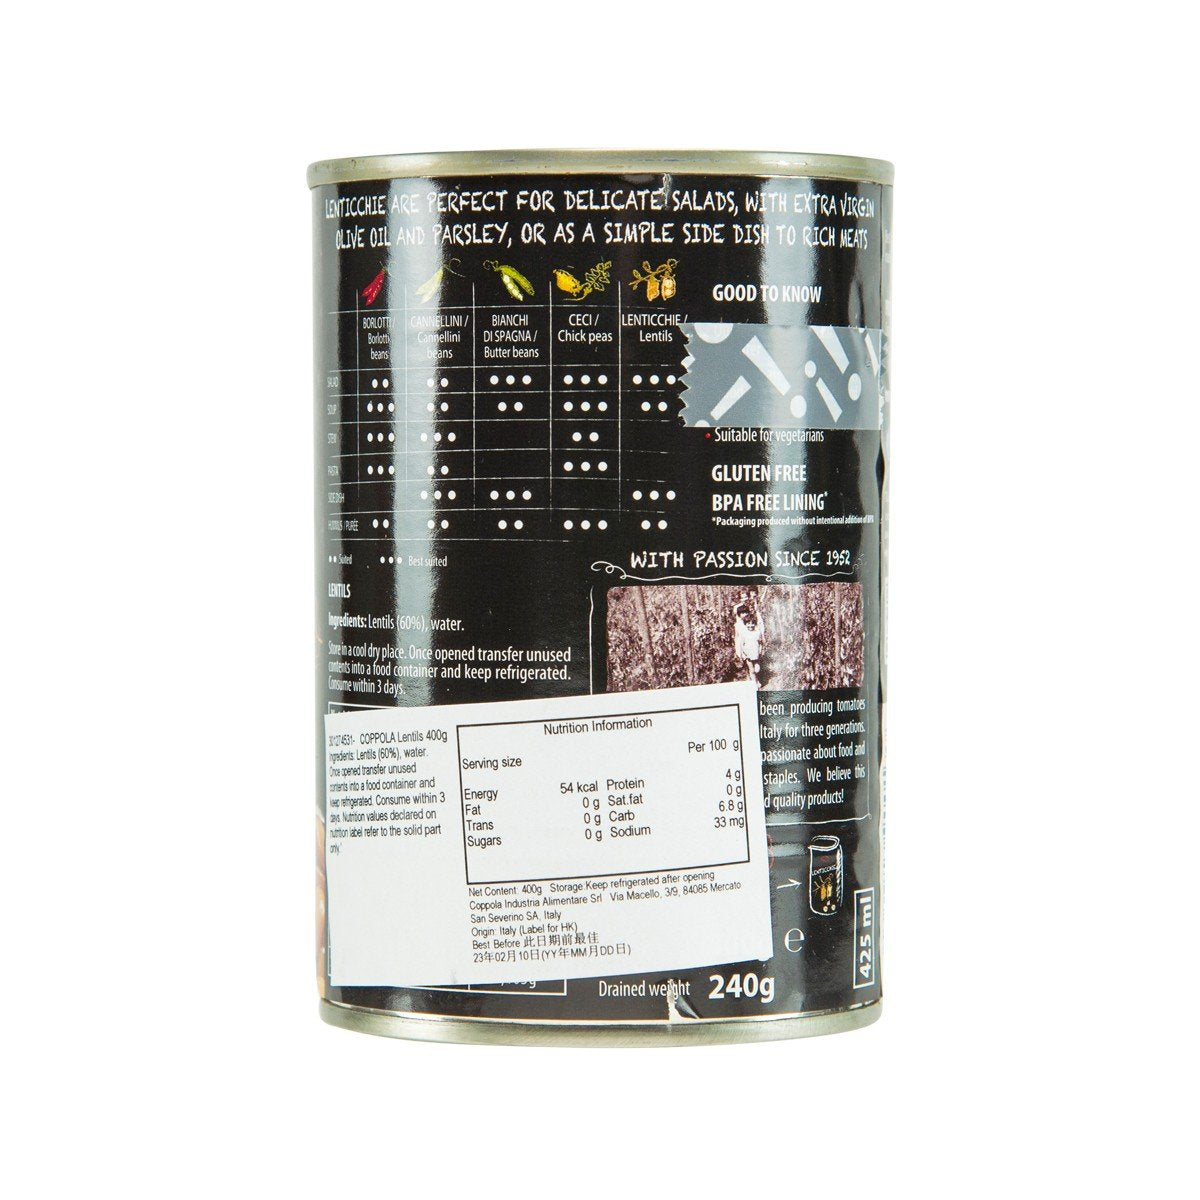 LENTICCHIE ARE PERFECT FOR DELICATE SALADS, WITH EXTRA VIRGIN
OLIVE OIL AND PARSLEY, OR AS A SIMPLE SIDE DISH TO RICH MEATS
BORLOTTI/
Borlotti
beans
CANNELLINI /
Cannellini
beans
BIANCHI
DI SPAGNA /
Butter beans
CECI /
Chick peas
LENTICCHIE /
Lentils
SALAD
SOUP
STEW
PASTA
SIDE DISH
HUMMUS / PURÉE
Suited
Best suited
GOOD TO KNOW
• Suitable for vegetarians
GLUTEN FREE
BPA FREE LINING*
*Packaging produced without intentional addition of BPA
WITH PASSION SINCE 1952
LENTILS
Ingredients: Lentils (60%), water.
Store in a cool dry place. Once opened transfer unused
contents into a food container and keep refrigerated.
Consume within 3 days.
been producing tomatoes
Italy for three generations.
passionate about food and
staples. We believe this
quality products!
301274531- COPPOLA Lentils 400g
Ingredients: Lentils (60%), water.
Once opened transfer unused
contents into a food container and
keep refrigerated. Consume within 3
days. Nutrition values declared on
nutrition label refer to the solid part
only.'
Nutrition Information
Serving size Per 100 g
Energy 54 kcal Protein 4 g
Fat 0 g Sat.fat 0 g
Trans 0 g Carb 6.8 g
Sugars 0 g Sodium 33 mg
Net Content: 400g Storage:Keep refrigerated after opening
Coppola Industria Alimentare Srl Via Macello, 3/9, 84085 Mercato
San Severino SA, Italy
Origin: Italy (Label for HK)
Best Before 此日期前最佳
23年02月10日(YY年MM月DD日)
LENTICCHIE
e
425 ml
Drained weight 240g